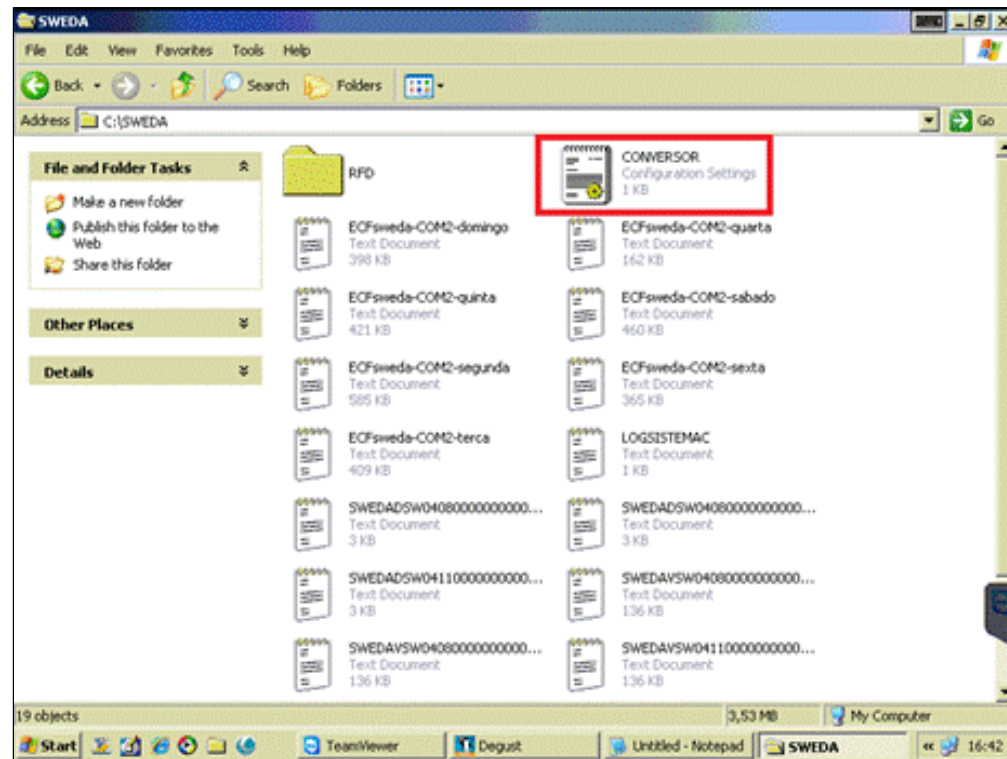 SWEDA
File Edit View Favorites Tools Help
Back Search Folders
Address C:\SWEDA Go
File and Folder Tasks
Make a new folder
Publish this folder to the
Web
Share this folder
Other Places
Details
RFD
CONVERSOR
Configuration Settings
1 KB
ECFsweda-COM2-domingo
Text Document
398 KB
ECFsweda-COM2-quarta
Text Document
162 KB
ECFsweda-COM2-quinta
Text Document
421 KB
ECFsweda-COM2-sabado
Text Document
460 KB
ECFsweda-COM2-segunda
Text Document
585 KB
ECFsweda-COM2-sexta
Text Document
365 KB
ECFsweda-COM2-terca
Text Document
409 KB
LOGSISTEMAC
Text Document
1 KB
SWEDADSW04080000000000...
Text Document
3 KB
SWEDADSW04080000000000...
Text Document
3 KB
SWEDADSW04110000000000...
Text Document
3 KB
SWEDAVSW04080000000000...
Text Document
136 KB
SWEDAVSW04080000000000...
Text Document
136 KB
SWEDAVSW04110000000000...
Text Document
136 KB
19 objects 3,53 MB My Computer
Start TeamViewer Degust Untitled - Notepad SWEDA 16:42